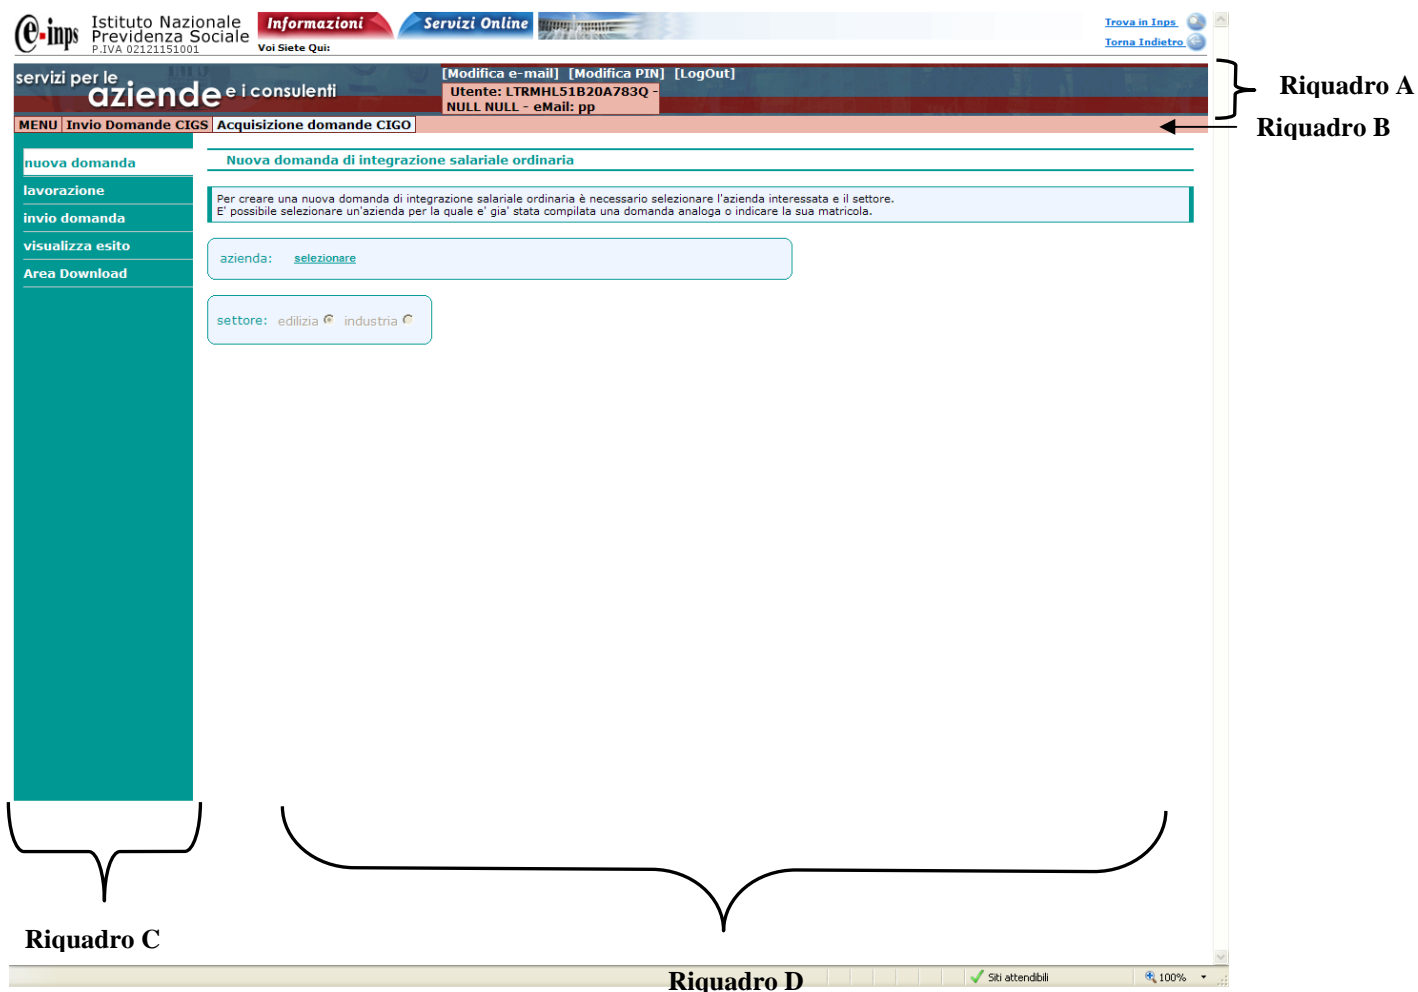 e-inps
Istituto Nazionale
Previdenza Sociale
P.IVA 02121151001
Informazioni
Servizi Online
Voi Siete Qui:
Trova in Inps
Torna Indietro
servizi per le
aziende e i consulenti
[Modifica e-mail] [Modifica PIN] [LogOut]
Utente: LTRMHL51B20A783Q -
NULL NULL - eMail: pp
Riquadro A
MENU Invio Domande CIGS Acquisizione domande CIGO
Riquadro B
nuova domanda
lavorazione
invio domanda
visualizza esito
Area Download
Nuova domanda di integrazione salariale ordinaria
Per creare una nuova domanda di integrazione salariale ordinaria è necessario selezionare l'azienda interessata e il settore.
E' possibile selezionare un'azienda per la quale e' gia' stata compilata una domanda analoga o indicare la sua matricola.
azienda: selezionare
settore: edilizia industria
Riquadro C
Riquadro D
Siti attendibili
100%